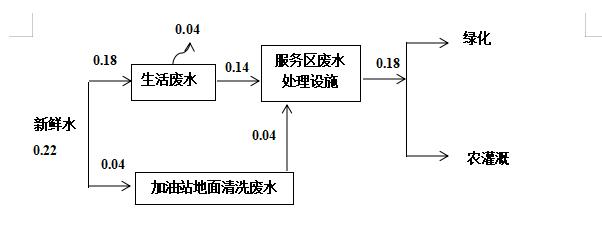 0.04
0.18
生活废水
0.14
服务区废水
处理设施
0.18
绿化
新鲜水
0.22
0.04
0.04
加油站地面清洗废水
农灌溉